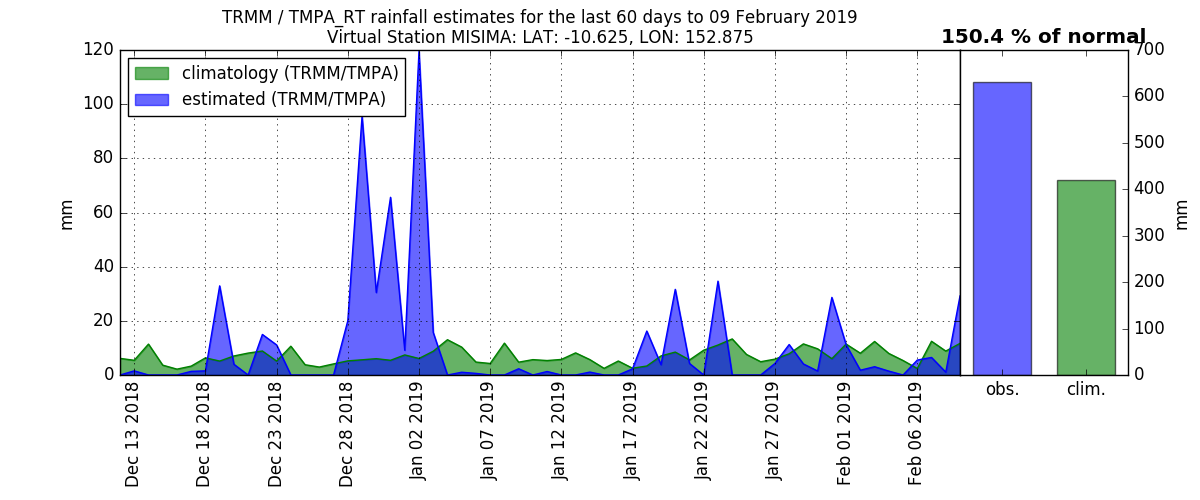 TRMM / TMPA_RT rainfall estimates for the last 60 days to 09 February 2019
Virtual Station MISIMA: LAT: -10.625, LON: 152.875
150.4 % of normal
climatology (TRMM/TMPA)
estimated (TRMM/TMPA)
mm
120
100
80
60
40
20
0
Dec 13 2018
Dec 18 2018
Dec 23 2018
Dec 28 2018
Jan 02 2019
Jan 07 2019
Jan 12 2019
Jan 17 2019
Jan 22 2019
Jan 27 2019
Feb 01 2019
Feb 06 2019
obs.
clim.
700
600
500
400
300
200
100
0
mm